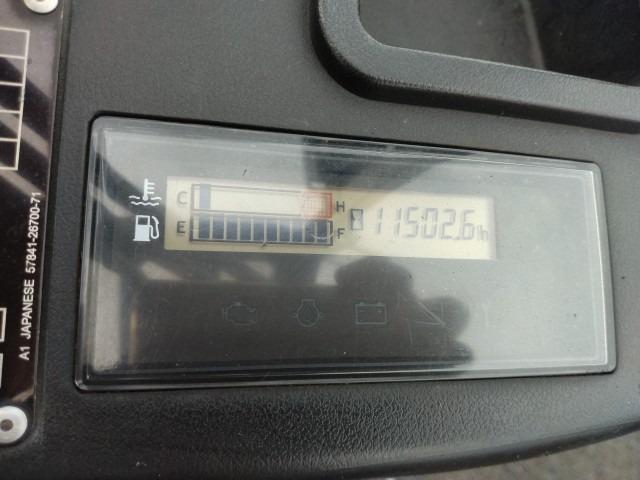 C H
E F
11502.6h
A1 JAPANESE 57841-26700-71